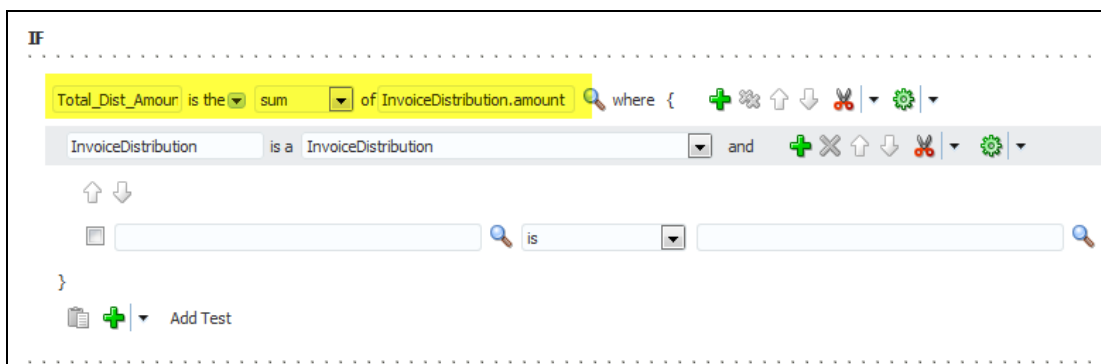 IF
Total_Dist_Amour is the sum of InvoiceDistribution.amount where {
InvoiceDistribution is a InvoiceDistribution and
is
}
Add Test